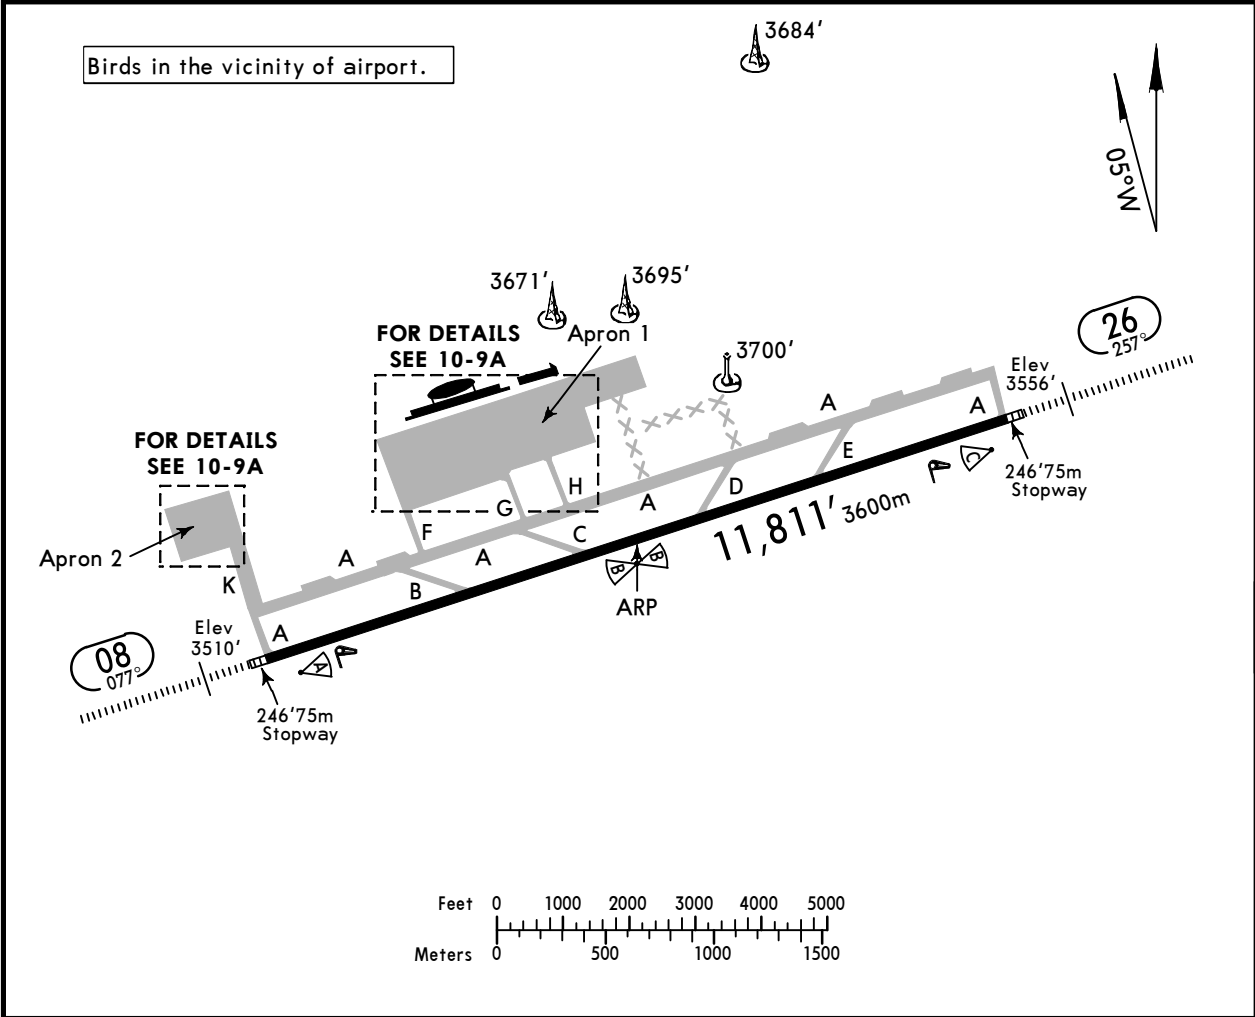 3684'
Birds in the vicinity of airport.
05°W
3671'
3695'
FOR DETAILS
SEE 10-9A
Apron 1
3700'
26
257°
Elev
3556'
A
A
FOR DETAILS
SEE 10-9A
E
246'75m
Stopway
C
H
D
A
G
11,811' 3600m
F
C
A
A
Apron 2
B
B
K
B
ARP
A
Elev
3510'
08
077°
A
246'75m
Stopway
Feet 0 1000 2000 3000 4000 5000
Meters 0 500 1000 1500